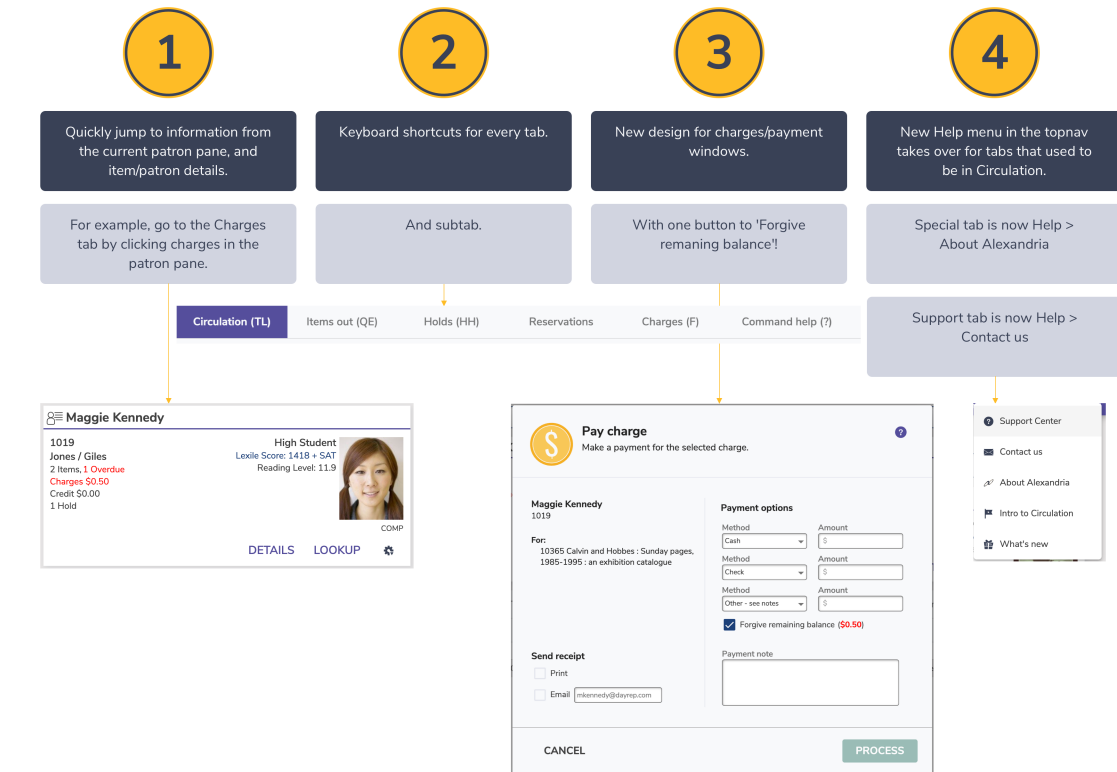 1
2
3
4
Quickly jump to information from
the current patron pane, and
item/patron details.
Keyboard shortcuts for every tab.
New design for charges/payment
windows.
New Help menu in the topnav
takes over for tabs that used to
be in Circulation.
For example, go to the Charges
tab by clicking charges in the
patron pane.
And subtab.
With one button to 'Forgive
remaning balance'!
Special tab is now Help >
About Alexandria
Support tab is now Help >
Contact us
Circulation (TL)
Items out (QE)
Holds (HH)
Reservations
Charges (F)
Command help (?)
Maggie Kennedy
1019
Jones / Giles
2 Items, 1 Overdue
Charges $0.50
Credit $0.00
1 Hold
High Student
Lexile Score: 1418 + SAT
Reading Level: 11.9
COMP
DETAILS
LOOKUP
$
Pay charge
Make a payment for the selected charge.
?
Maggie Kennedy
1019
For:
10365 Calvin and Hobbes : Sunday pages,
1985-1995 : an exhibition catalogue
Send receipt
Print
Email mkennedy@dayrep.com
Payment options
Method Amount
Cash $
Method Amount
Check $
Method Amount
Other - see notes $
Forgive remaining balance ($0.50)
Payment note
CANCEL
PROCESS
? Support Center
Contact us
About Alexandria
Intro to Circulation
What's new